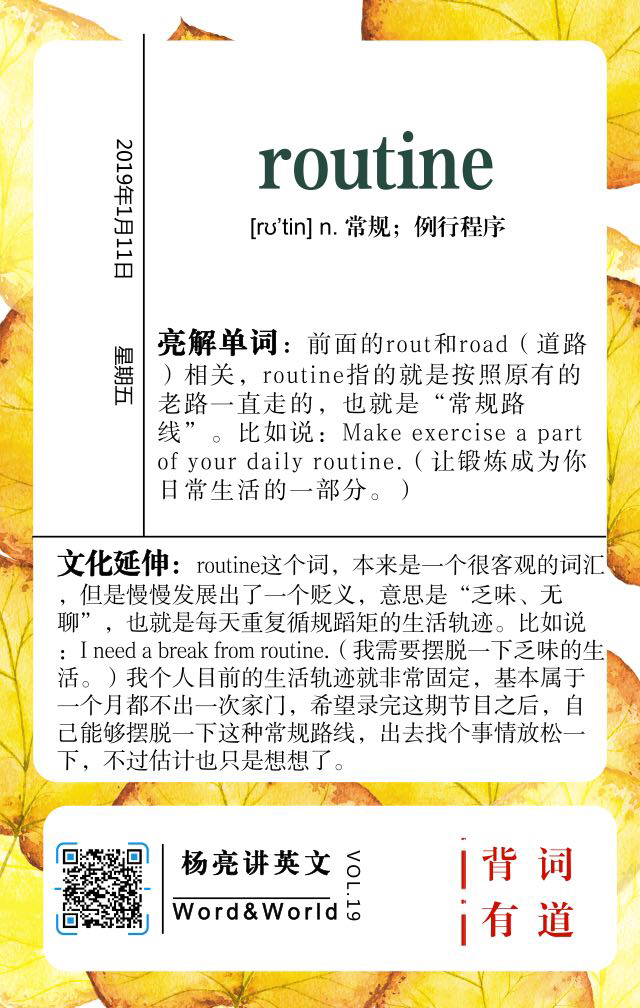 2019年1月11日 星期五
routine
[rʊ'tin] n. 常规；例行程序
亮解单词：前面的rout和road（道路
）相关，routine指的就是按照原有的
老路一直走的，也就是“常规路
线”。比如说：Make exercise a part
of your daily routine.（让锻炼成为你
日常生活的一部分。）
文化延伸：routine这个词，本来是一个很客观的词汇
，但是慢慢发展出了一个贬义，意思是“乏味、无
聊”，也就是每天重复循规蹈矩的生活轨迹。比如说
：I need a break from routine.（我需要摆脱一下乏味的生
活。）我个人目前的生活轨迹就非常固定，基本属于
一个月都不出一次家门，希望录完这期节目之后，自
己能够摆脱一下这种常规路线，出去找个事情放松一
下，不过估计也只是想想了。
杨亮讲英文
Word&World
VOL.19
背词
有道